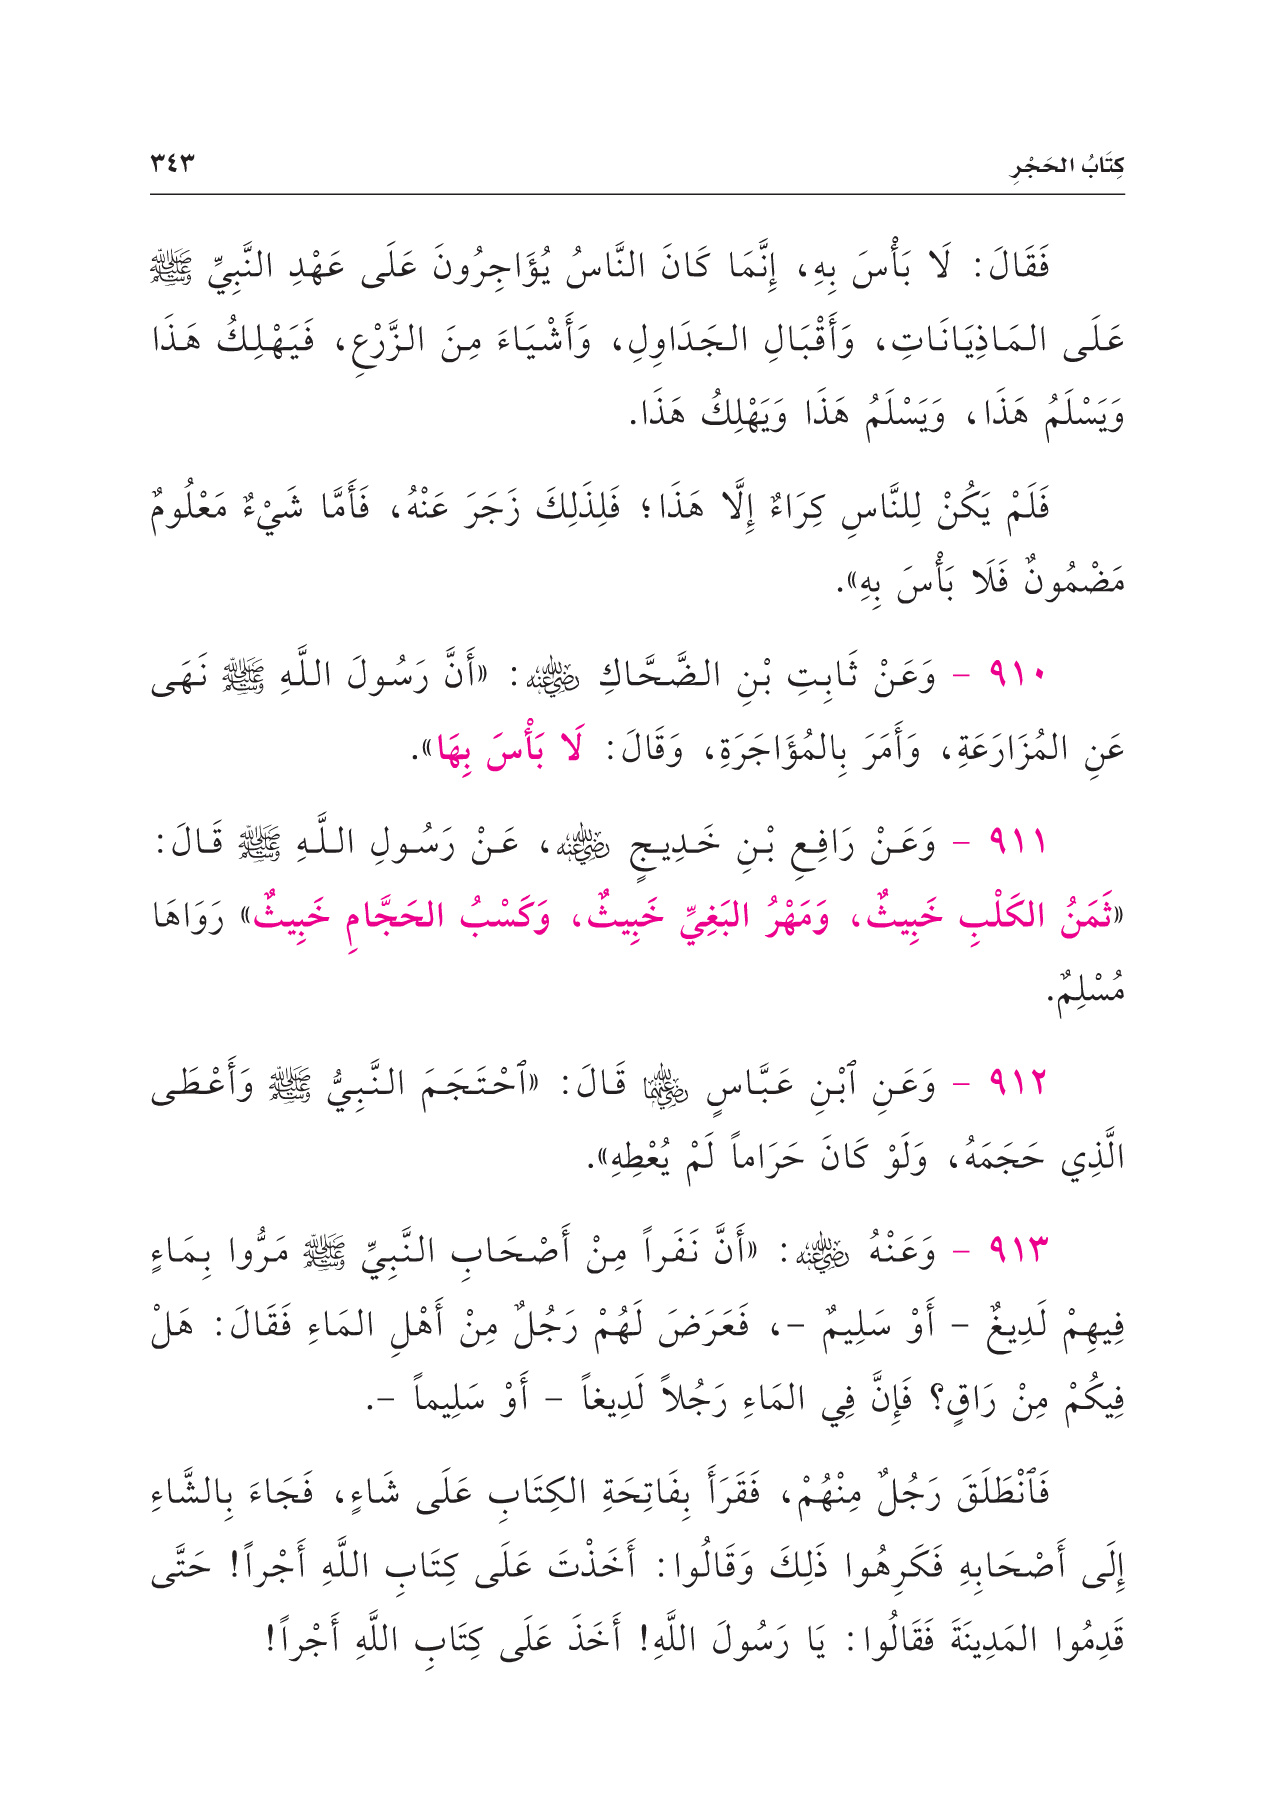 كِتَابُ الحَجْرِ ٣٤٣
فَقَالَ: لَا بَأْسَ بِهِ، إِنَّمَا كَانَ النَّاسُ يُؤَاجِرُونَ عَلَى عَهْدِ النَّبِيِّ ﷺ
عَلَى المَاذِيَانَاتِ، وَأَقْبَالِ الجَدَاوِلِ، وَأَشْيَاءَ مِنَ الزَّرْعِ، فَيَهْلِكُ هَذَا
وَيَسْلَمُ هَذَا، وَيَسْلَمُ هَذَا وَيَهْلِكُ هَذَا.
فَلَمْ يَكُنْ لِلنَّاسِ كِرَاءٌ إِلَّا هَذَا؛ فَلِذَلِكَ زَجَرَ عَنْهُ، فَأَمَّا شَيْءٌ مَعْلُومٌ
مَضْمُونٌ فَلَا بَأْسَ بِهِ».
٩١٠ - وَعَنْ ثَابِتِ بْنِ الضَّحَّاكِ رضي الله عنه: «أَنَّ رَسُولَ اللَّهِ ﷺ نَهَى
عَنِ المُزَارَعَةِ، وَأَمَرَ بِالمُؤَاجَرَةِ، وَقَالَ: لَا بَأْسَ بِهَا».
٩١١ - وَعَنْ رَافِعِ بْنِ خَدِيجٍ رضي الله عنه، عَنْ رَسُولِ اللَّهِ ﷺ قَالَ:
«ثَمَنُ الكَلْبِ خَبِيثٌ، وَمَهْرُ البَغِيِّ خَبِيثٌ، وَكَسْبُ الحَجَّامِ خَبِيثٌ» رَوَاهَا
مُسْلِمٌ.
٩١٢ - وَعَنِ ٱبْنِ عَبَّاسٍ رضي الله عنهما قَالَ: «ٱحْتَجَمَ النَّبِيُّ ﷺ وَأَعْطَى
الَّذِي حَجَمَهُ، وَلَوْ كَانَ حَرَاماً لَمْ يُعْطِهِ».
٩١٣ - وَعَنْهُ رضي الله عنه: «أَنَّ نَفَراً مِنْ أَصْحَابِ النَّبِيِّ ﷺ مَرُّوا بِمَاءٍ
فِيهِمْ لَدِيغٌ - أَوْ سَلِيمٌ -، فَعَرَضَ لَهُمْ رَجُلٌ مِنْ أَهْلِ المَاءِ فَقَالَ: هَلْ
فِيكُمْ مِنْ رَاقٍ؟ فَإِنَّ فِي المَاءِ رَجُلاً لَدِيغاً - أَوْ سَلِيماً -.
فَٱنْطَلَقَ رَجُلٌ مِنْهُمْ، فَقَرَأَ بِفَاتِحَةِ الكِتَابِ عَلَى شَاءٍ، فَجَاءَ بِالشَّاءِ
إِلَى أَصْحَابِهِ فَكَرِهُوا ذَلِكَ وَقَالُوا: أَخَذْتَ عَلَى كِتَابِ اللَّهِ أَجْراً! حَتَّى
قَدِمُوا المَدِينَةَ فَقَالُوا: يَا رَسُولَ اللَّهِ! أَخَذَ عَلَى كِتَابِ اللَّهِ أَجْراً!